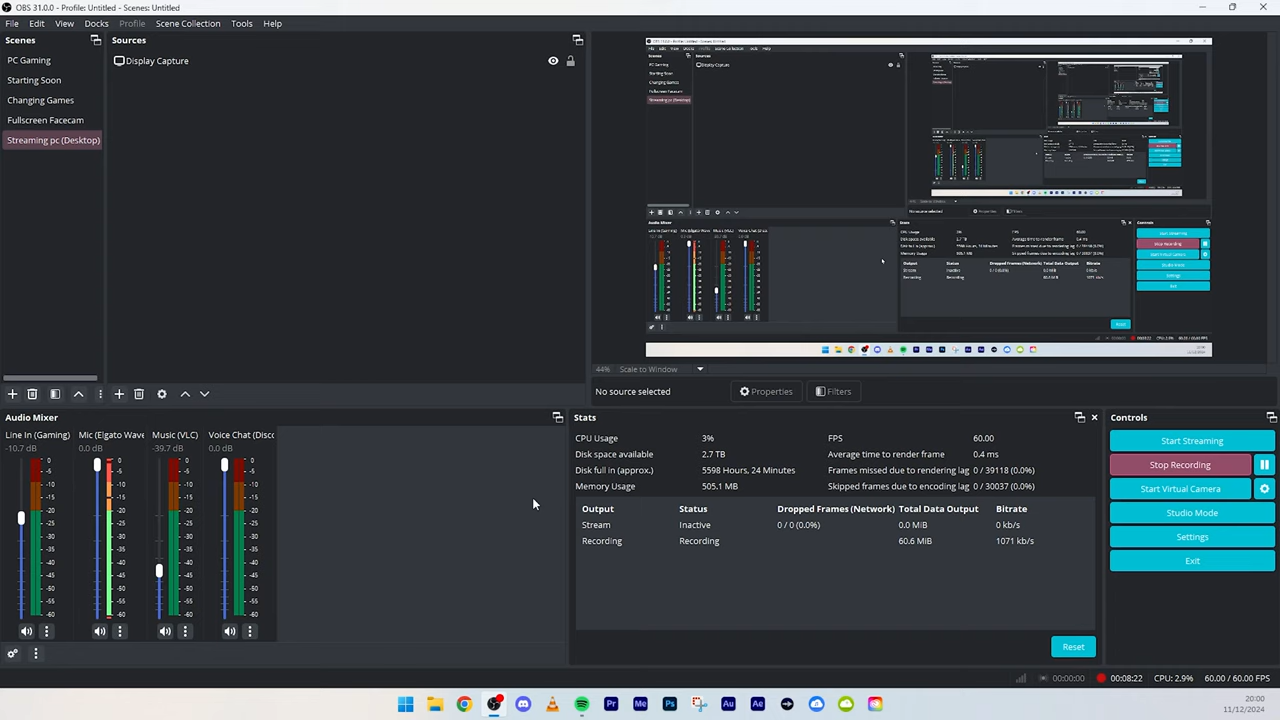 OBS 31.0.0 - Profile: Untitled - Scenes: Untitled
File Edit View Docks Profile Scene Collection Tools Help
Scenes
Sources
PC Gaming
Starting Soon
Changing Games
Fullscreen Facecam
Streaming pc (Desktop)
Display Capture
44% Scale to Window
No source selected
Properties
Filters
Audio Mixer
Line In (Gaming)
-10.7 dB
Mic (Elgato Wave
0.0 dB
Music (VLC)
-39.7 dB
Voice Chat (Disc
0.0 dB
Stats
CPU Usage 3%
Disk space available 2.7 TB
Disk full in (approx.) 5598 Hours, 24 Minutes
Memory Usage 505.1 MB
FPS 60.00
Average time to render frame 0.4 ms
Frames missed due to rendering lag 0 / 39118 (0.0%)
Skipped frames due to encoding lag 0 / 30037 (0.0%)
Output Status Dropped Frames (Network) Total Data Output Bitrate
Stream Inactive 0 / 0 (0.0%) 0.0 MiB 0 kb/s
Recording Recording 60.6 MiB 1071 kb/s
Reset
Controls
Start Streaming
Stop Recording
Start Virtual Camera
Studio Mode
Settings
Exit
00:00:00
00:08:22
CPU: 2.9%
60.00 / 60.00 FPS
20:00
11/12/2024